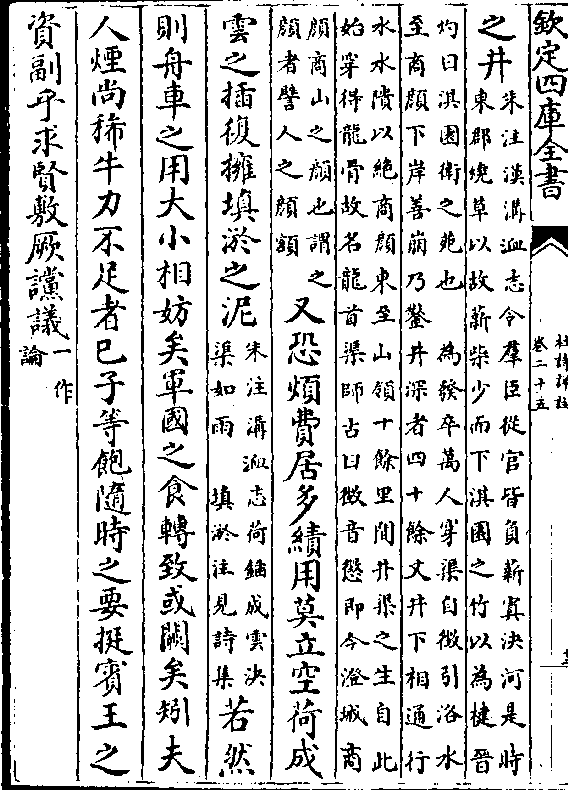 欽定四庫全書
杜詩詳註
卷二十五
之井朱注漢溝洫志令羣臣從官皆負薪寘決河是時
東郡燒草以故薪柴少而下淇園之竹以為楗晉
灼曰淇園衛之苑也　為發卒萬人穿渠自徵引洛水
至商顔下岸善崩乃鑿井深者四十餘丈井下相通行
水水隤以絶商顔東至山領十餘里間井渠之生自此
始穿得龍骨故名龍首渠師古曰徵音懲即今澄城商
顔商山之顔也謂之
顔者譬人之顔額
又恐煩費居多績用莫立空荷成
雲之插復擁填淤之泥
朱注溝洫志荷鍤成雲決
渠如雨　填淤注見詩集
若然
則舟車之用大小相妨矣軍國之食轉致或闕矣矧夫
人煙尚稀牛力不足者已子等飽隨時之要挺賓王之
資副乎求賢敷厥讜議一作
論